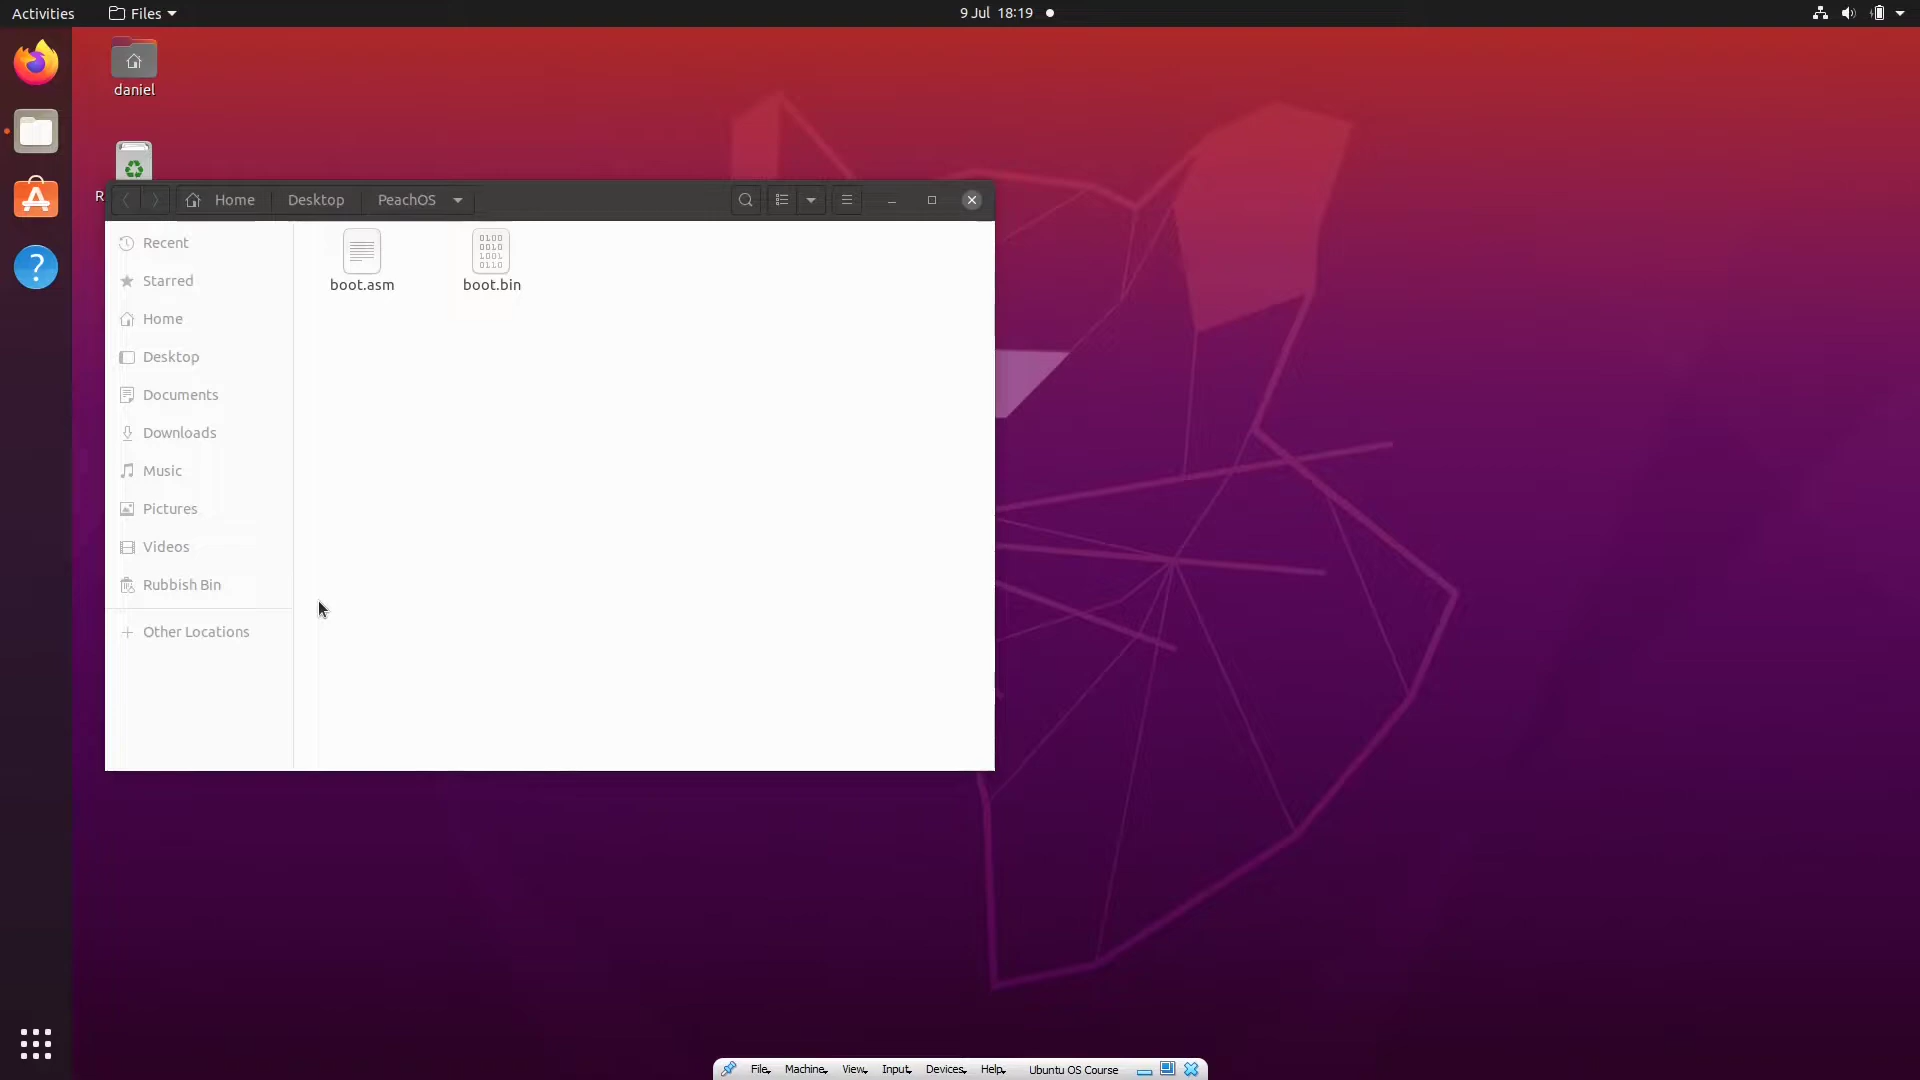 Activities
Files
9 Jul 18:19
daniel
R
Home
Desktop
PeachOS
Recent
Starred
Home
Desktop
Documents
Downloads
Music
Pictures
Videos
Rubbish Bin
Other Locations
boot.asm
0100
0010
1001
0110
boot.bin
File
Machine
View
Input
Devices
Help
Ubuntu OS Course